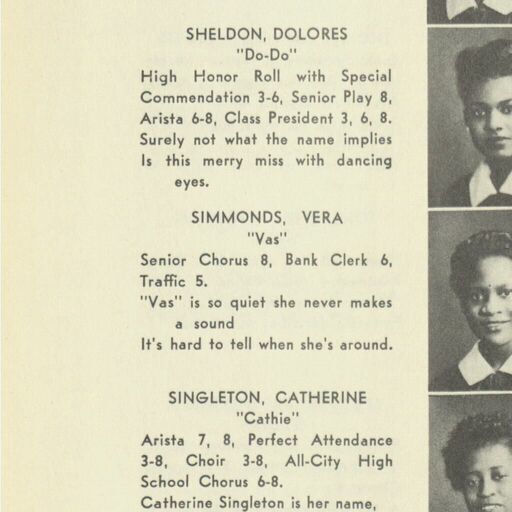 SHELDON, DOLORES
"Do-Do"
High Honor Roll with Special
Commendation 3-6, Senior Play 8,
Arista 6-8, Class President 3, 6, 8.
Surely not what the name implies
Is this merry miss with dancing
eyes.
SIMMONDS, VERA
"Vas"
Senior Chorus 8, Bank Clerk 6,
Traffic 5.
"Vas" is so quiet she never makes
a sound
It's hard to tell when she's around.
SINGLETON, CATHERINE
"Cathie"
Arista 7, 8, Perfect Attendance
3-8, Choir 3-8, All-City High
School Chorus 6-8.
Catherine Singleton is her name,